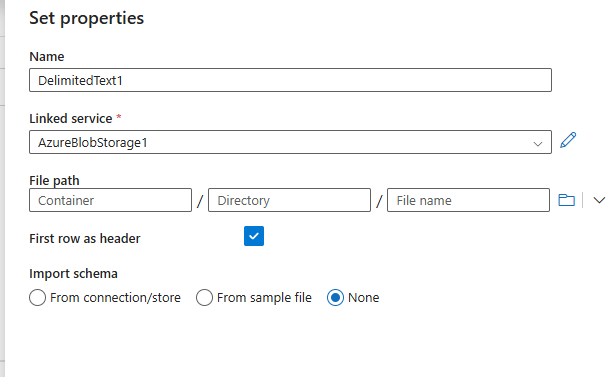 Set properties
Name
DelimitedText1
Linked service *
AzureBlobStorage1
File path
Container / Directory / File name
First row as header
Import schema
From connection/store From sample file None